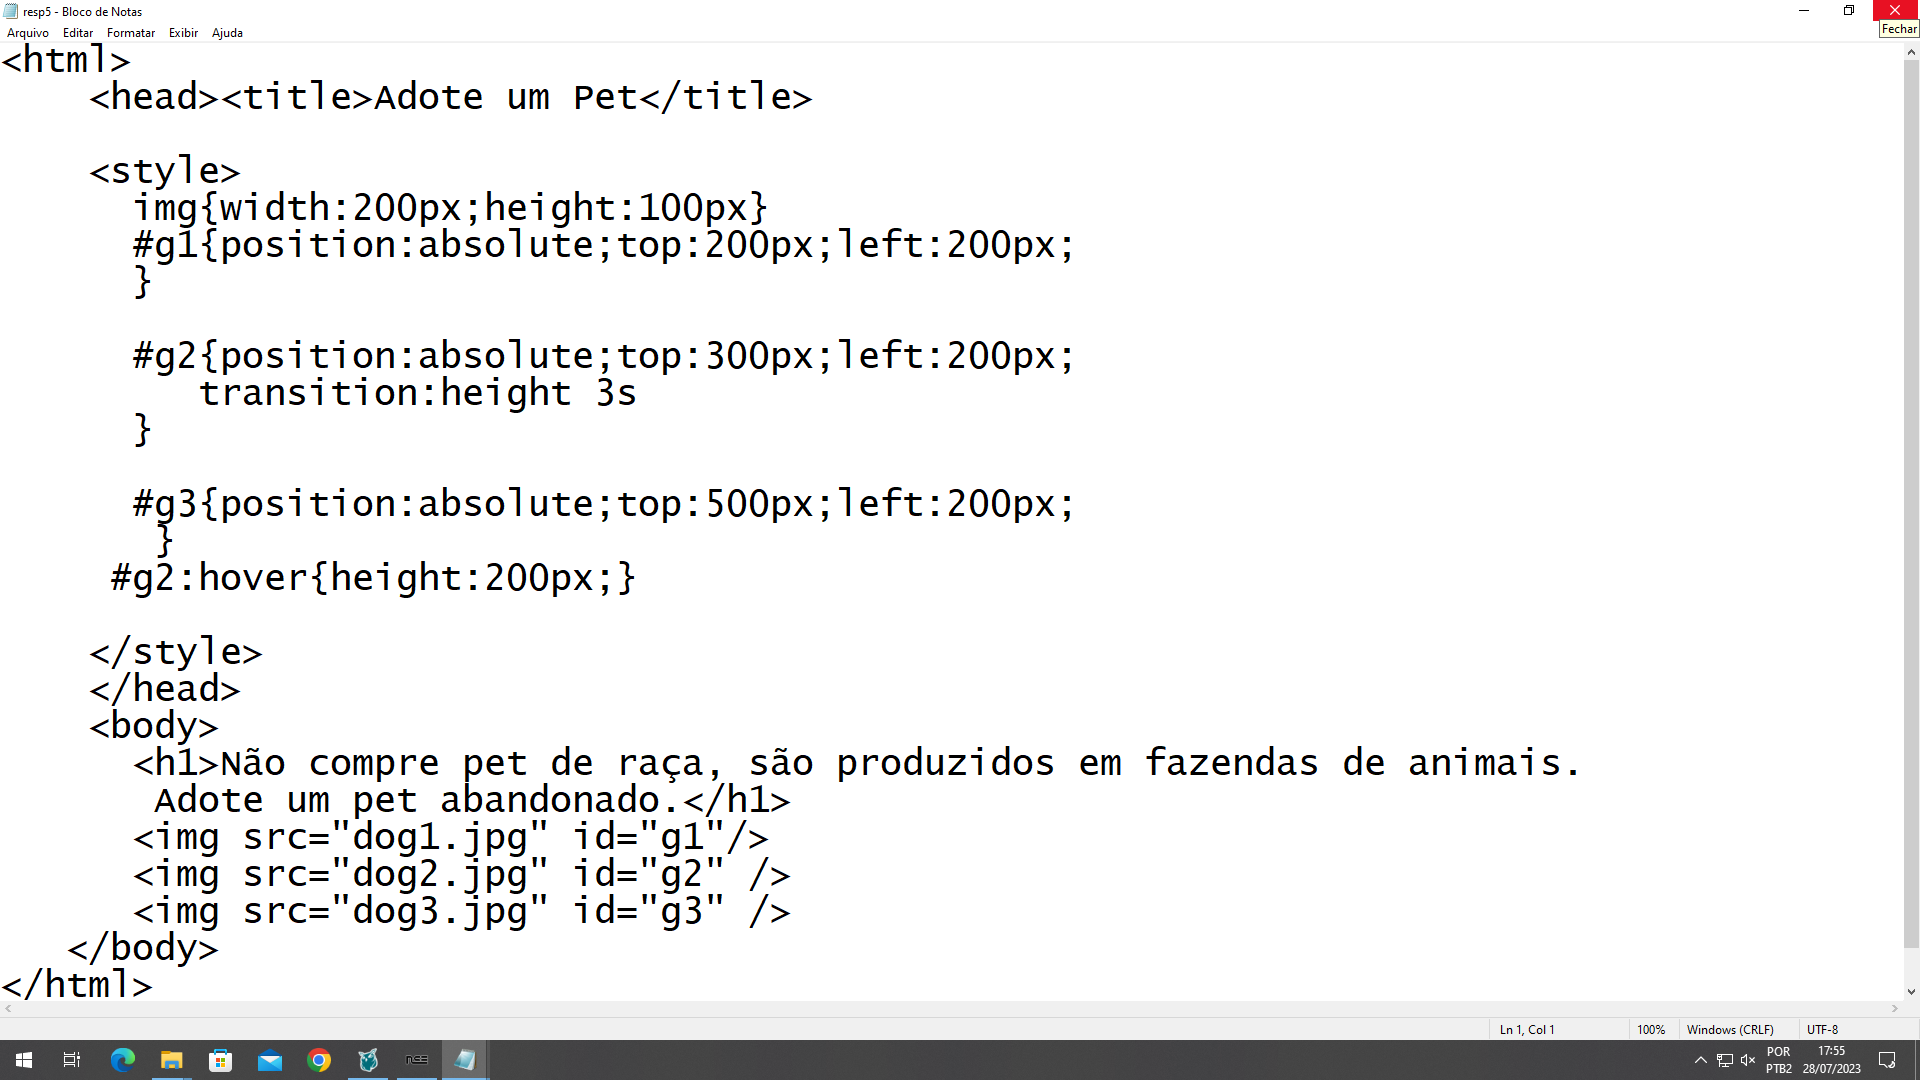 resp5 - Bloco de Notas
Fechar
Arquivo Editar Formatar Exibir Ajuda
<html>
<head><title>Adote um Pet</title>
<style>
img{width:200px;height:100px}
#g1{position:absolute;top:200px;left:200px;
}
#g2{position:absolute;top:300px;left:200px;
transition:height 3s
}
#g3{position:absolute;top:500px;left:200px;
}
#g2:hover{height:200px;}
</style>
</head>
<body>
<h1>Não compre pet de raça, são produzidos em fazendas de animais.
Adote um pet abandonado.</h1>
<img src="dog1.jpg" id="g1"/>
<img src="dog2.jpg" id="g2" />
<img src="dog3.jpg" id="g3" />
</body>
</html>
Ln 1, Col 1 100% Windows (CRLF) UTF-8
POR 17:55
PTB2 28/07/2023